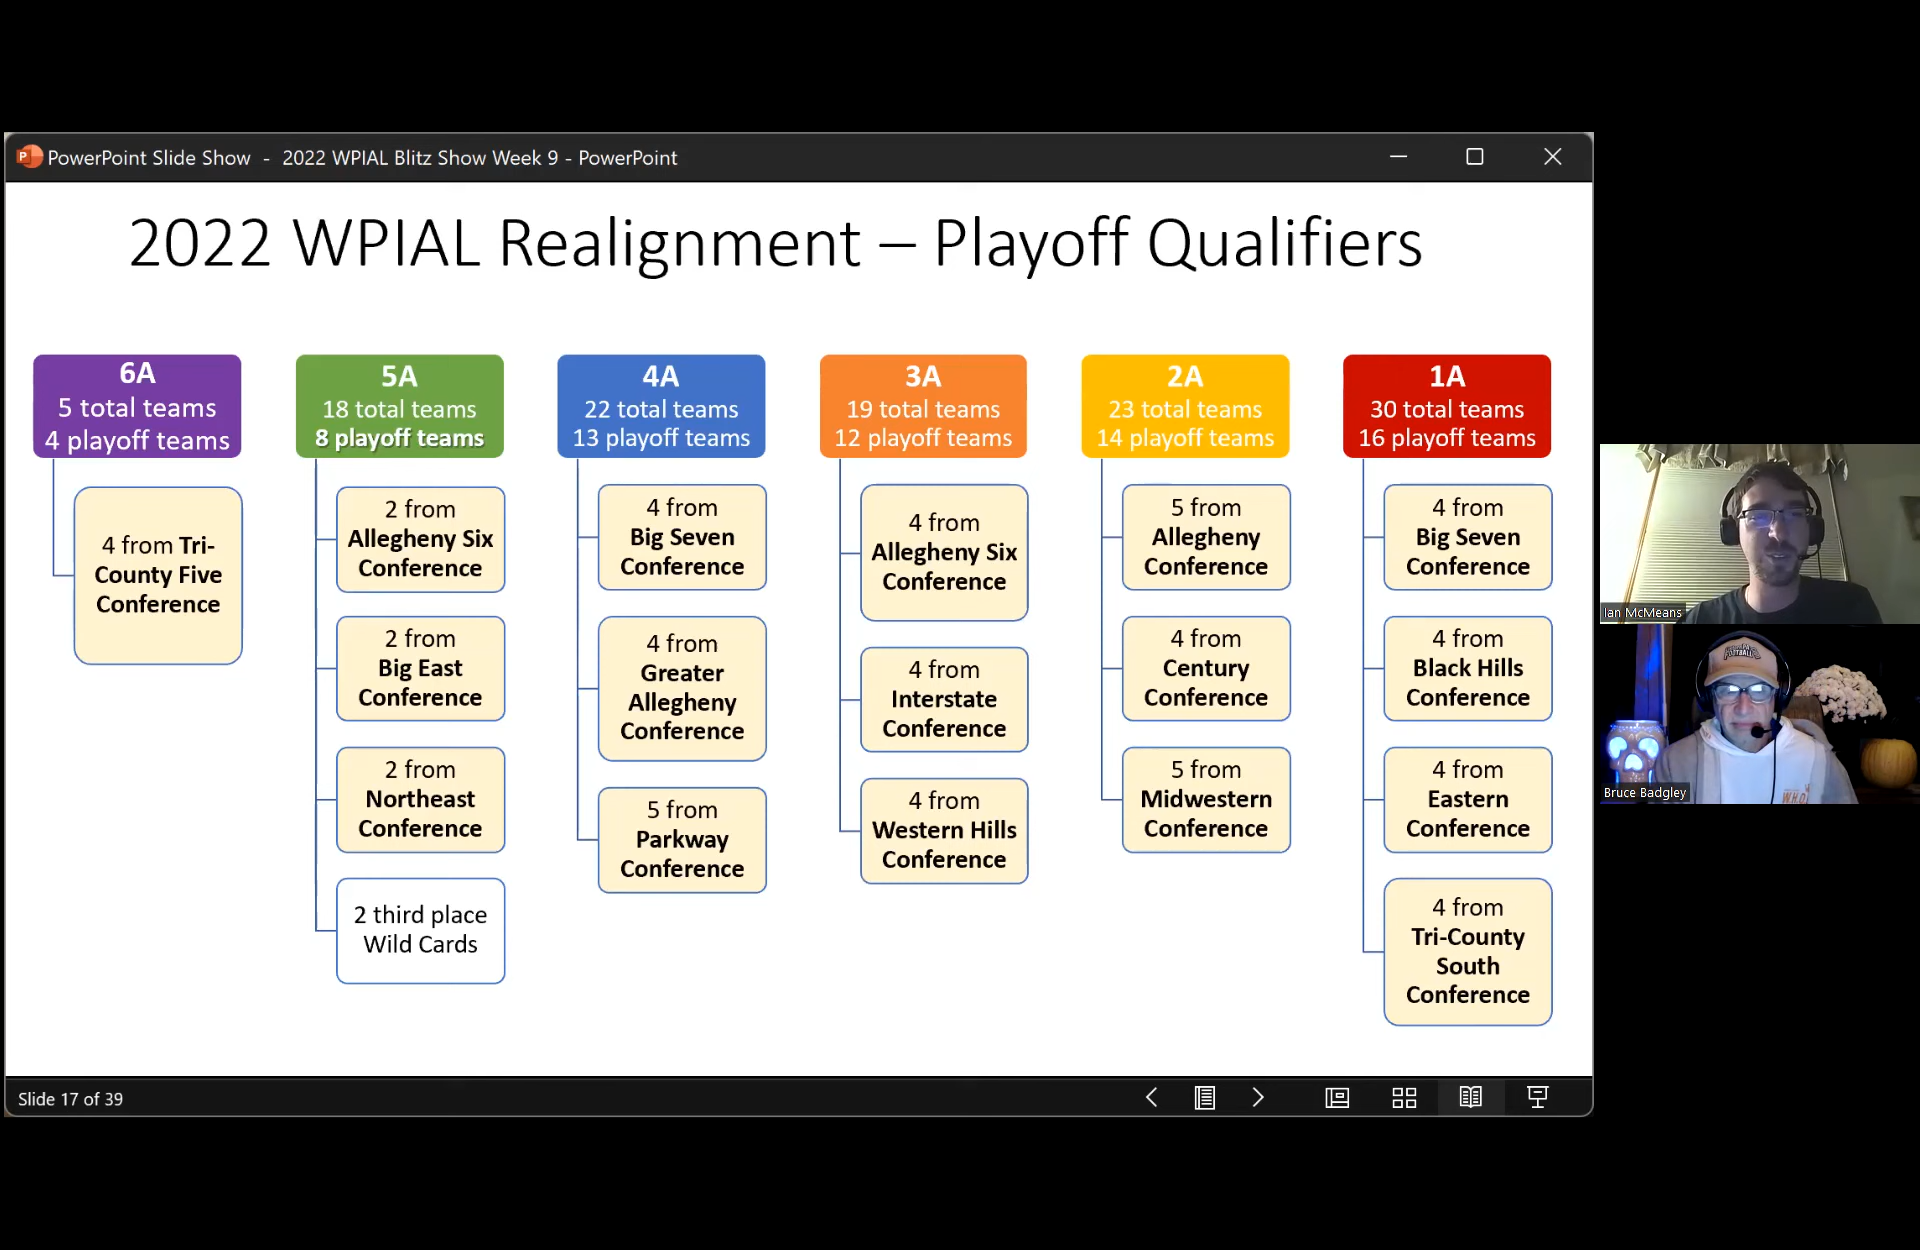 PowerPoint Slide Show - 2022 WPIAL Blitz Show Week 9 - PowerPoint
2022 WPIAL Realignment – Playoff Qualifiers
6A
5 total teams
4 playoff teams
4 from Tri-
County Five
Conference
5A
18 total teams
8 playoff teams
2 from
Allegheny Six
Conference
2 from
Big East
Conference
2 from
Northeast
Conference
2 third place
Wild Cards
4A
22 total teams
13 playoff teams
4 from
Big Seven
Conference
4 from
Greater
Allegheny
Conference
5 from
Parkway
Conference
3A
19 total teams
12 playoff teams
4 from
Allegheny Six
Conference
4 from
Interstate
Conference
4 from
Western Hills
Conference
2A
23 total teams
14 playoff teams
5 from
Allegheny
Conference
4 from
Century
Conference
5 from
Midwestern
Conference
1A
30 total teams
16 playoff teams
4 from
Big Seven
Conference
4 from
Black Hills
Conference
4 from
Eastern
Conference
4 from
Tri-County
South
Conference
Ian McMeans
FOOTBALL
Bruce Badgley
Slide 17 of 39